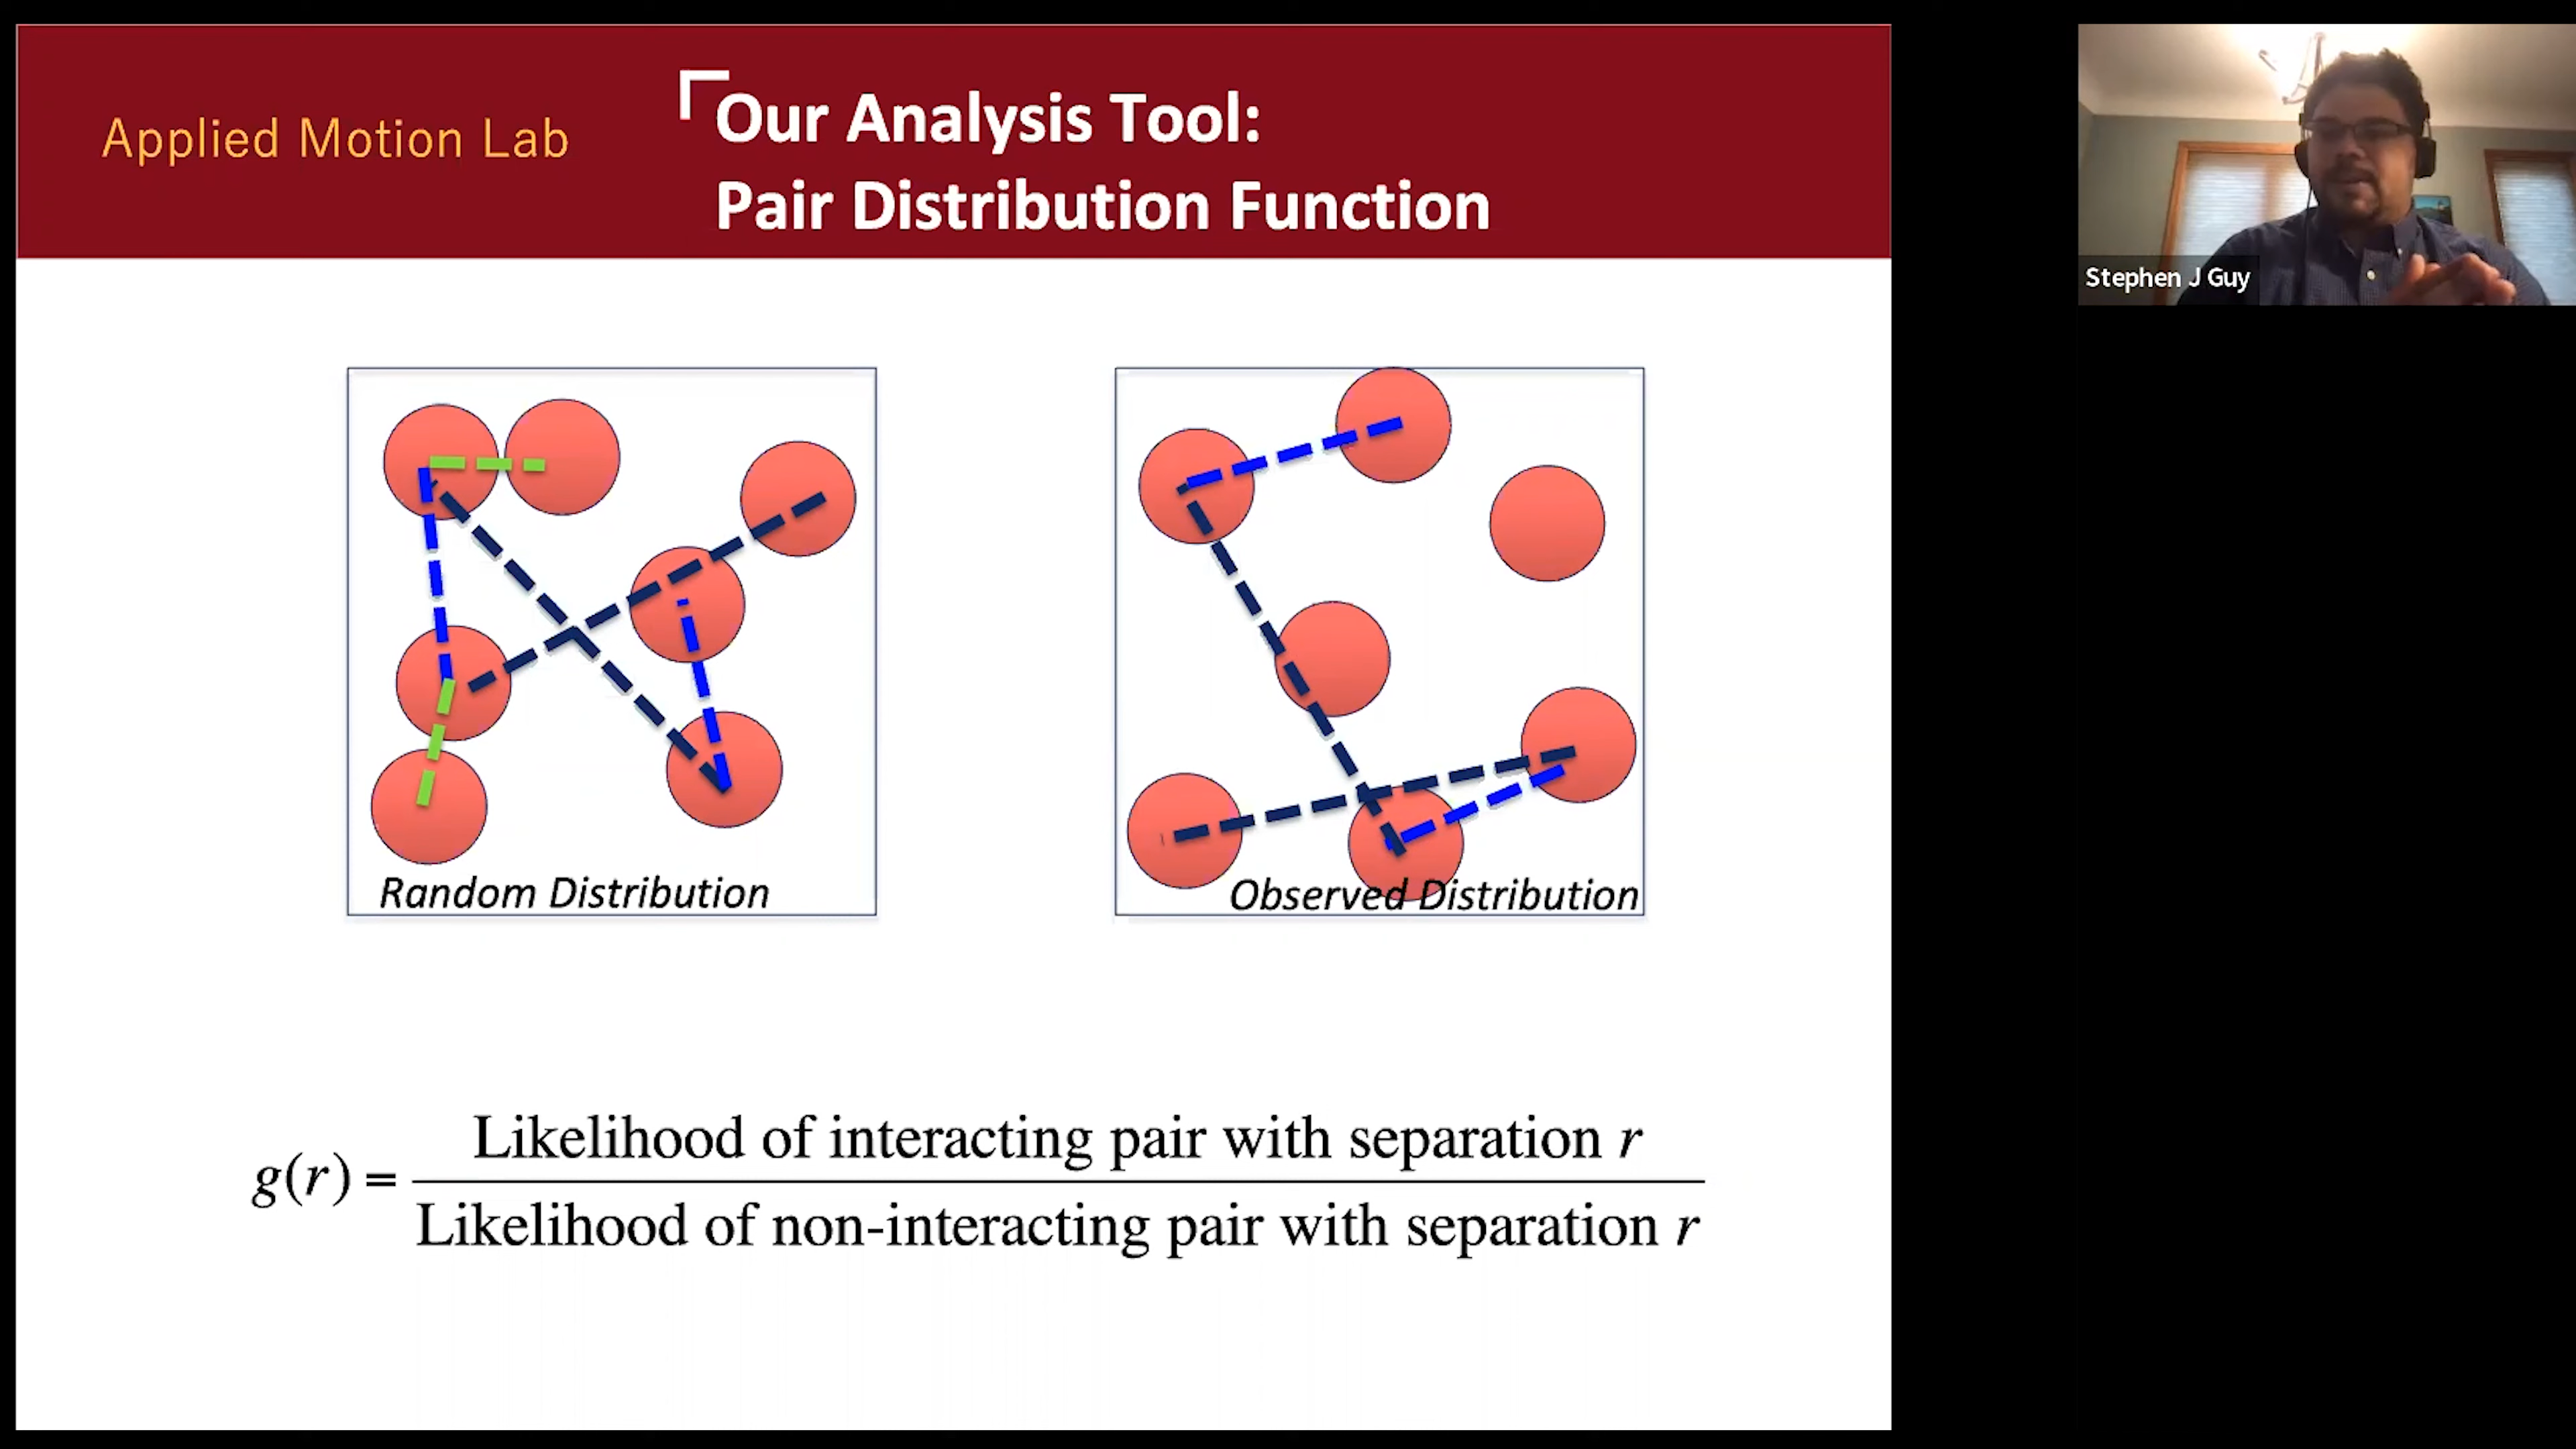 Applied Motion Lab
Our Analysis Tool:
Pair Distribution Function
Stephen J Guy
Random Distribution
Observed Distribution
g(r) = Likelihood of interacting pair with separation r
Likelihood of non-interacting pair with separation r